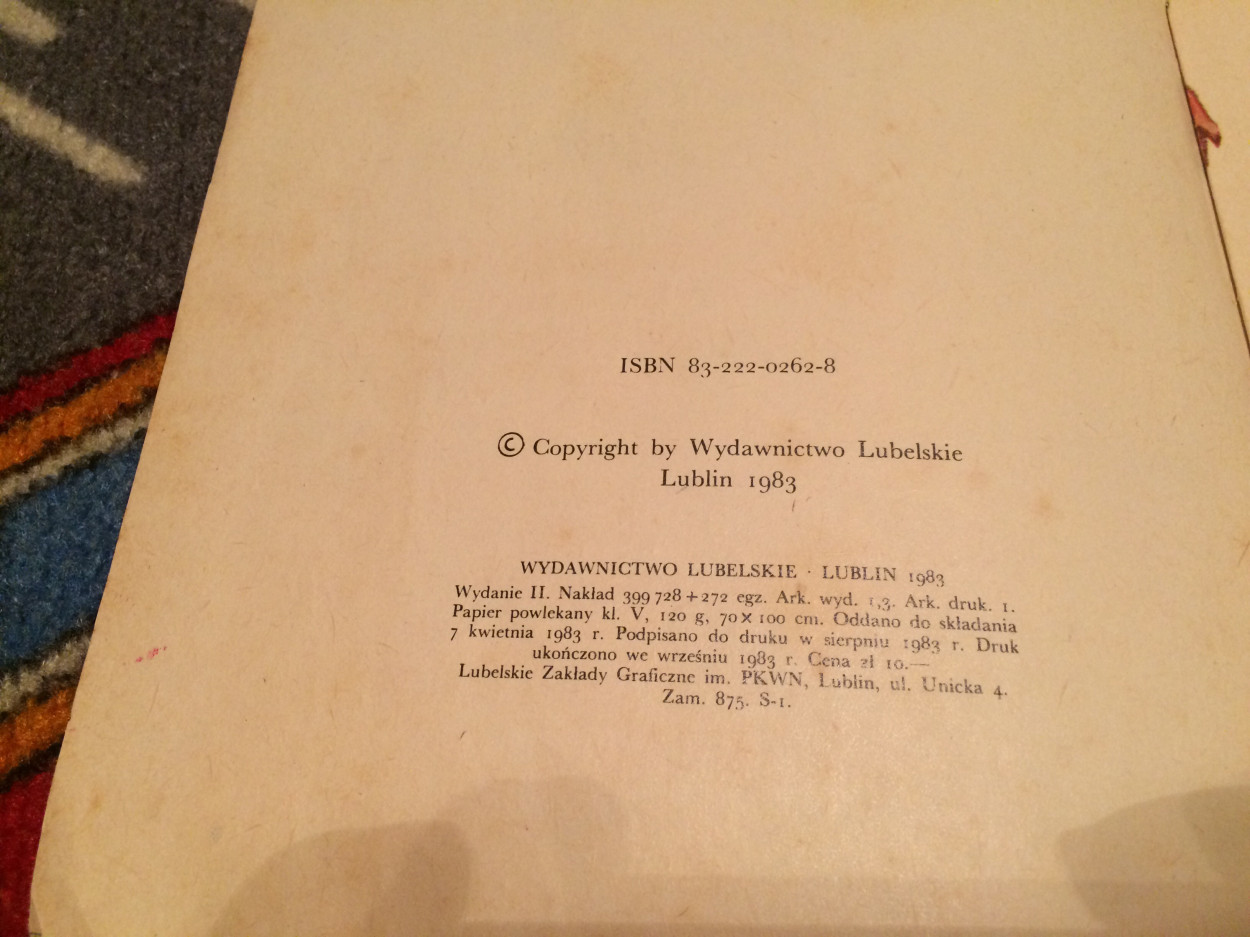 ISBN 83-222-0262-8
© Copyright by Wydawnictwo Lubelskie
Lublin 1983
WYDAWNICTWO LUBELSKIE · LUBLIN 1983
Wydanie II. Nakład 399 728 + 272 egz. Ark. wyd. 1,3. Ark. druk. 1.
Papier powlekany kl. V, 120 g, 70 × 100 cm. Oddano do składania
7 kwietnia 1983 r. Podpisano do druku w sierpniu 1983 r. Druk
ukończono we wrześniu 1983 r. Cena zł 10.—
Lubelskie Zakłady Graficzne im. PKWN, Lublin, ul. Unicka 4.
Zam. 875. S-1.